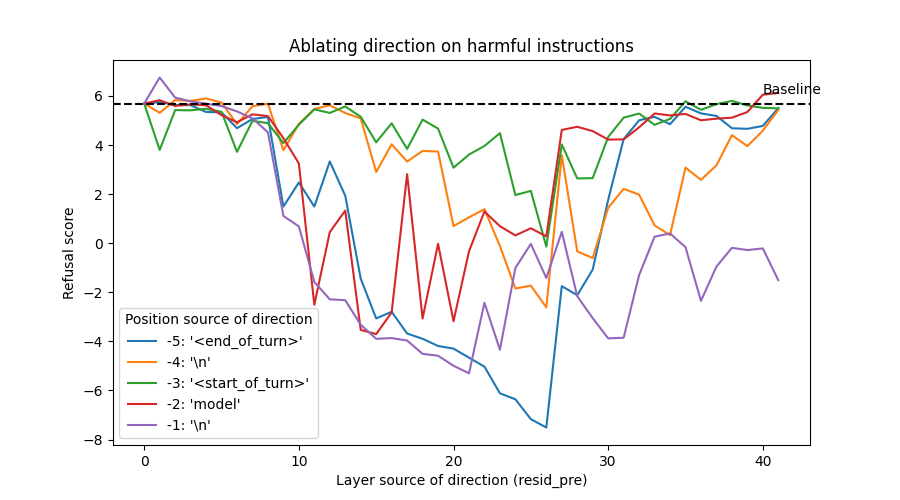 Ablating direction on harmful instructions
Baseline
6
4
2
0
−2
−4
−6
−8
Refusal score
Position source of direction
-5: '<end_of_turn>'
-4: '\n'
-3: '<start_of_turn>'
-2: 'model'
-1: '\n'
0
10
20
30
40
Layer source of direction (resid_pre)